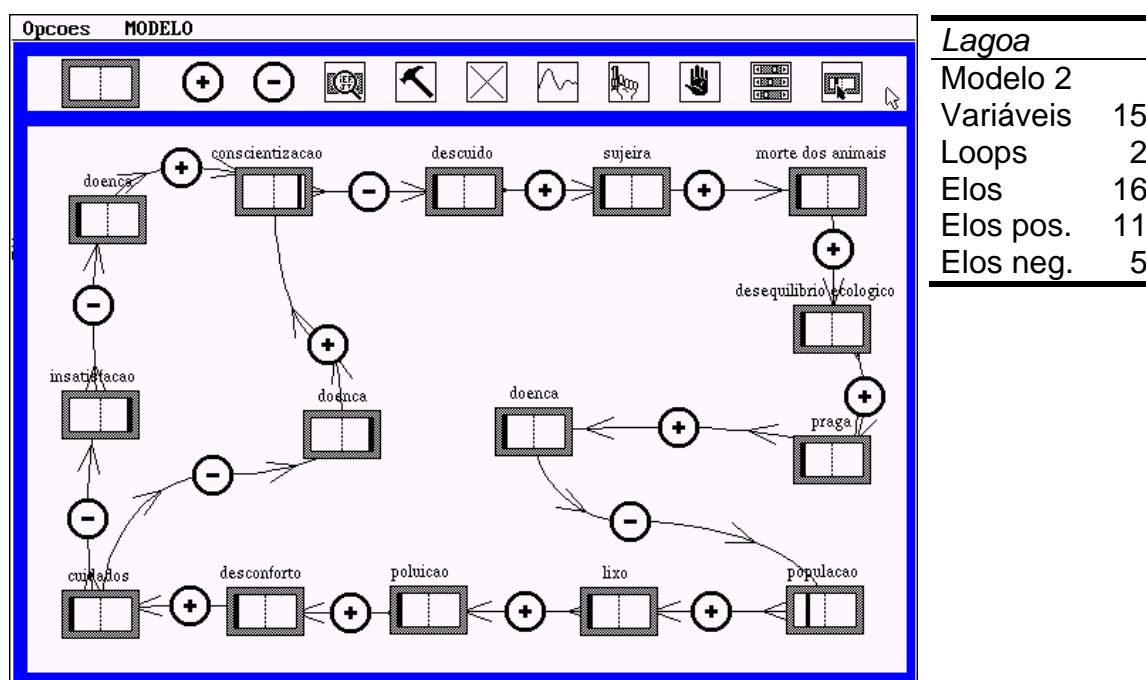 Opcoes MODELO
conscientizacao descuido sujeira morte dos animais
doenca
desequilibrio ecologico
insatisfacao
doenca doenca
praga
cuidados desconforto poluicao lixo populacao
Lagoa
Modelo 2
Variáveis 15
Loops 2
Elos 16
Elos pos. 11
Elos neg. 5